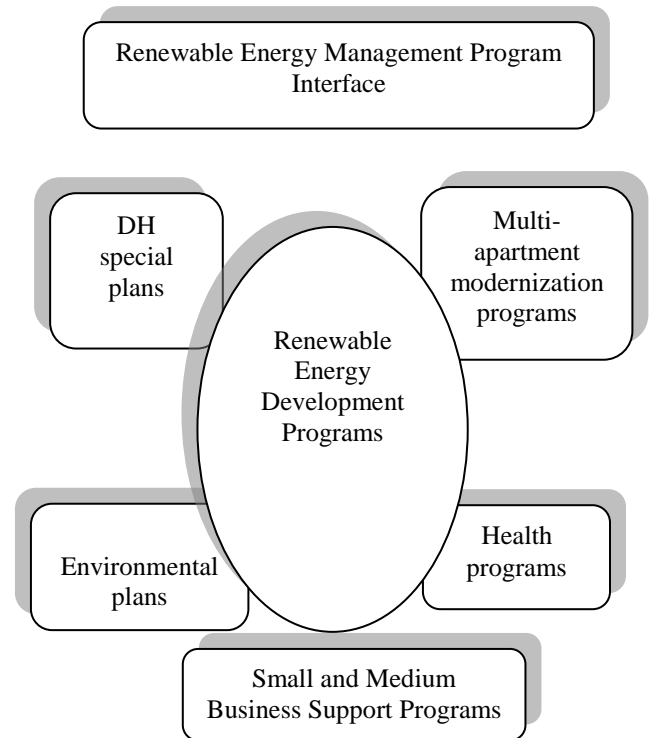 Renewable Energy Management Program
Interface
DH
special
plans
Multi-
apartment
modernization
programs
Renewable
Energy
Development
Programs
Environmental
plans
Health
programs
Small and Medium
Business Support Programs